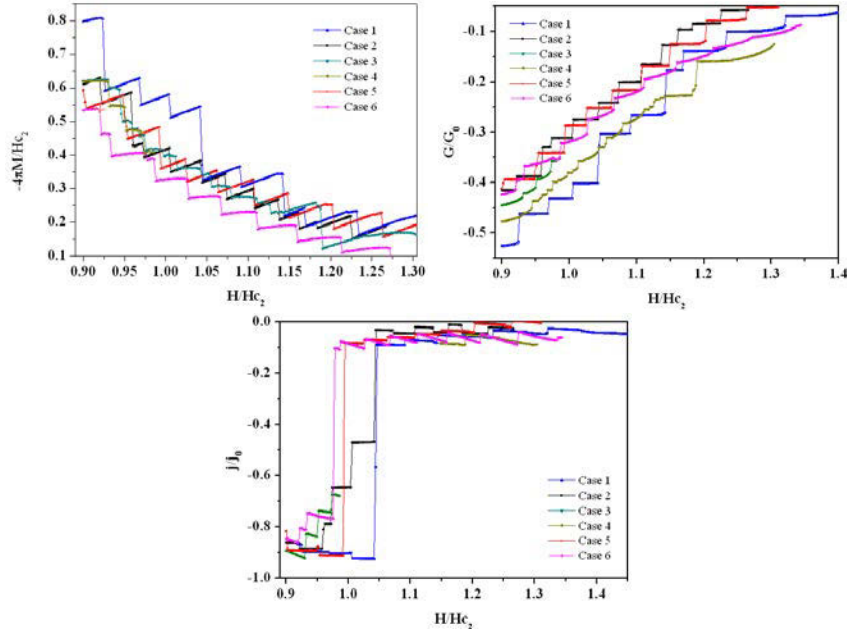 0.8
0.7
0.6
0.5
0.4
0.3
0.2
0.1
-4πM/Hc₂
Case 1
Case 2
Case 3
Case 4
Case 5
Case 6
0.90 0.95 1.00 1.05 1.10 1.15 1.20 1.25 1.30
H/Hc₂
-0.1
-0.2
-0.3
-0.4
-0.5
G/G₀
Case 1
Case 2
Case 3
Case 4
Case 5
Case 6
0.9 1.0 1.1 1.2 1.3 1.4
H/Hc₂
0.0
-0.2
-0.4
-0.6
-0.8
-1.0
j/j₀
Case 1
Case 2
Case 3
Case 4
Case 5
Case 6
0.9 1.0 1.1 1.2 1.3 1.4
H/Hc₂